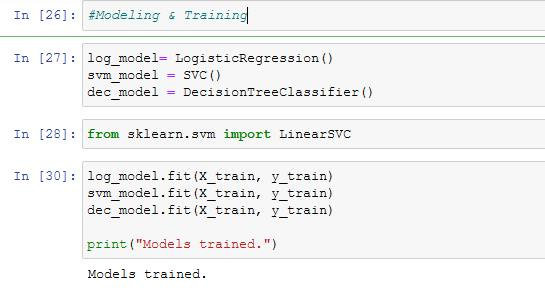 In [26]: #Modeling & Training
In [27]: log_model= LogisticRegression()
svm_model = SVC()
dec_model = DecisionTreeClassifier()
In [28]: from sklearn.svm import LinearSVC
In [30]: log_model.fit(X_train, y_train)
svm_model.fit(X_train, y_train)
dec_model.fit(X_train, y_train)
print("Models trained.")
Models trained.